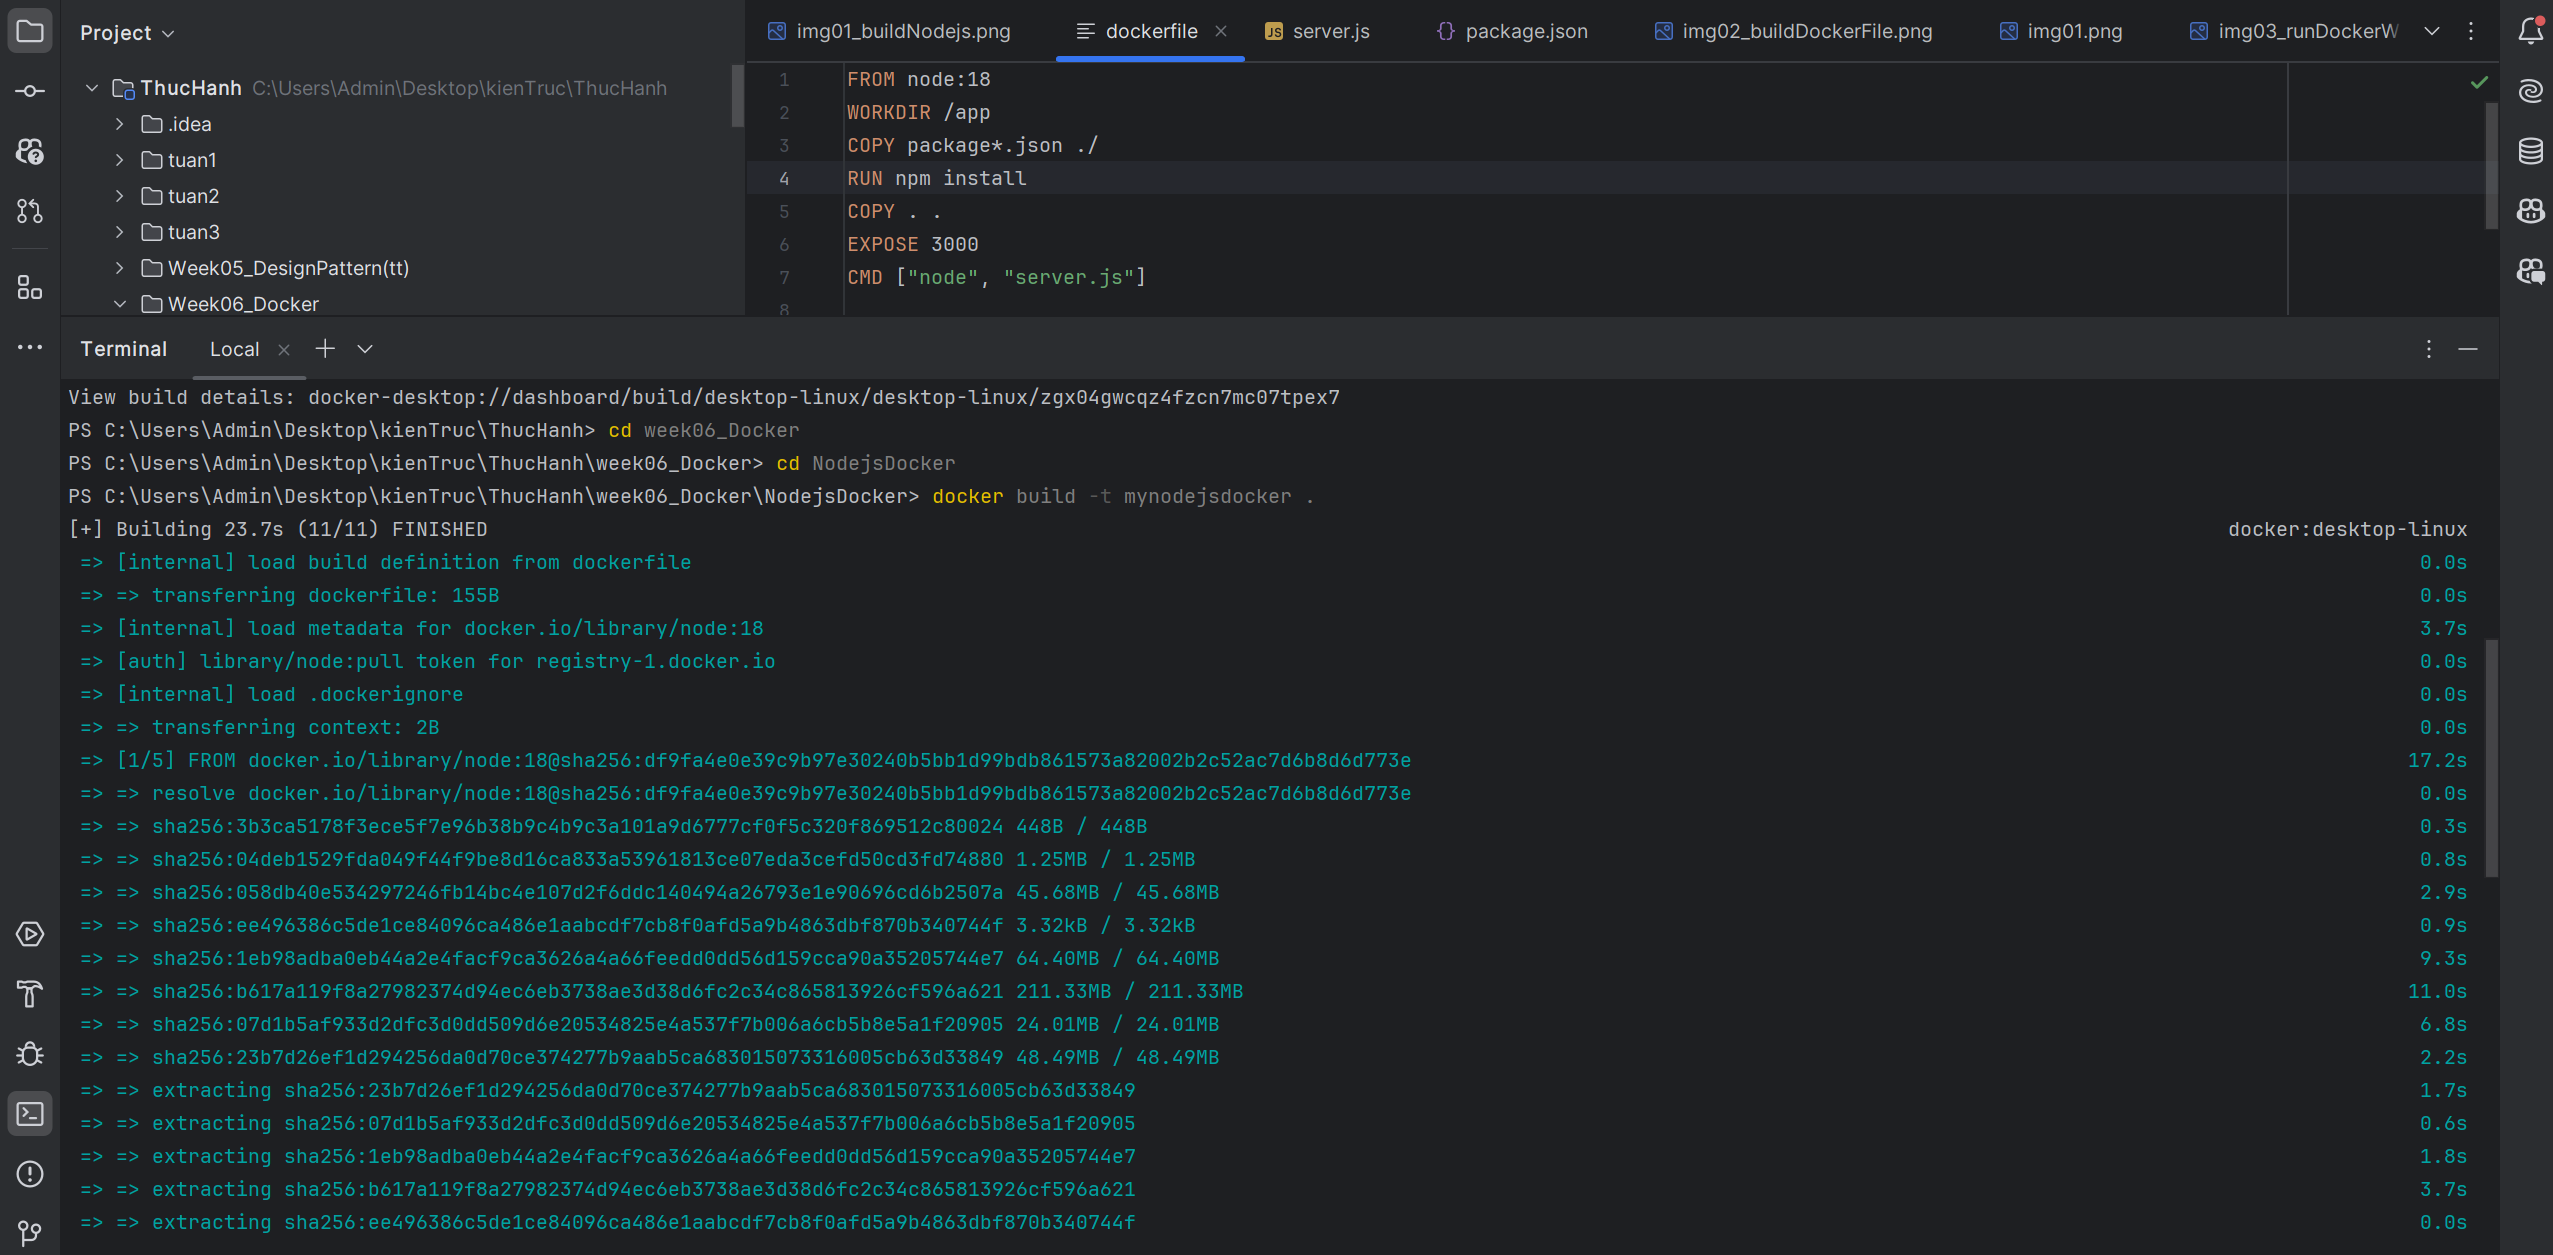 Project
ThucHanh C:\Users\Admin\Desktop\kienTruc\ThucHanh
.idea
tuan1
tuan2
tuan3
Week05_DesignPattern(tt)
Week06_Docker
img01_buildNodejs.png dockerfile server.js package.json img02_buildDockerFile.png img01.png img03_runDockerW
1 FROM node:18
2 WORKDIR /app
3 COPY package*.json ./
4 RUN npm install
5 COPY . .
6 EXPOSE 3000
7 CMD ["node", "server.js"]
8
Terminal Local
View build details: docker-desktop://dashboard/build/desktop-linux/desktop-linux/zgx04gwcqz4fzcn7mc07tpex7
PS C:\Users\Admin\Desktop\kienTruc\ThucHanh> cd week06_Docker
PS C:\Users\Admin\Desktop\kienTruc\ThucHanh\week06_Docker> cd NodejsDocker
PS C:\Users\Admin\Desktop\kienTruc\ThucHanh\week06_Docker\NodejsDocker> docker build -t mynodejsdocker .
[+] Building 23.7s (11/11) FINISHED docker:desktop-linux
=> [internal] load build definition from dockerfile 0.0s
=> => transferring dockerfile: 155B 0.0s
=> [internal] load metadata for docker.io/library/node:18 3.7s
=> [auth] library/node:pull token for registry-1.docker.io 0.0s
=> [internal] load .dockerignore 0.0s
=> => transferring context: 2B 0.0s
=> [1/5] FROM docker.io/library/node:18@sha256:df9fa4e0e39c9b97e30240b5bb1d99bdb861573a82002b2c52ac7d6b8d6d773e 17.2s
=> => resolve docker.io/library/node:18@sha256:df9fa4e0e39c9b97e30240b5bb1d99bdb861573a82002b2c52ac7d6b8d6d773e 0.0s
=> => sha256:3b3ca5178f3ece5f7e96b38b9c4b9c3a101a9d6777cf0f5c320f869512c80024 448B / 448B 0.3s
=> => sha256:04deb1529fda049f44f9be8d16ca833a53961813ce07eda3cefd50cd3fd74880 1.25MB / 1.25MB 0.8s
=> => sha256:058db40e534297246fb14bc4e107d2f6ddc140494a26793e1e90696cd6b2507a 45.68MB / 45.68MB 2.9s
=> => sha256:ee496386c5de1ce84096ca486e1aabcdf7cb8f0afd5a9b4863dbf870b340744f 3.32kB / 3.32kB 0.9s
=> => sha256:1eb98adba0eb44a2e4facf9ca3626a4a66feedd0dd56d159cca90a35205744e7 64.40MB / 64.40MB 9.3s
=> => sha256:b617a119f8a27982374d94ec6eb3738ae3d38d6fc2c34c865813926cf596a621 211.33MB / 211.33MB 11.0s
=> => sha256:07d1b5af933d2dfc3d0dd509d6e20534825e4a537f7b006a6cb5b8e5a1f20905 24.01MB / 24.01MB 6.8s
=> => sha256:23b7d26ef1d294256da0d70ce374277b9aab5ca683015073316005cb63d33849 48.49MB / 48.49MB 2.2s
=> => extracting sha256:23b7d26ef1d294256da0d70ce374277b9aab5ca683015073316005cb63d33849 1.7s
=> => extracting sha256:07d1b5af933d2dfc3d0dd509d6e20534825e4a537f7b006a6cb5b8e5a1f20905 0.6s
=> => extracting sha256:1eb98adba0eb44a2e4facf9ca3626a4a66feedd0dd56d159cca90a35205744e7 1.8s
=> => extracting sha256:b617a119f8a27982374d94ec6eb3738ae3d38d6fc2c34c865813926cf596a621 3.7s
=> => extracting sha256:ee496386c5de1ce84096ca486e1aabcdf7cb8f0afd5a9b4863dbf870b340744f 0.0s